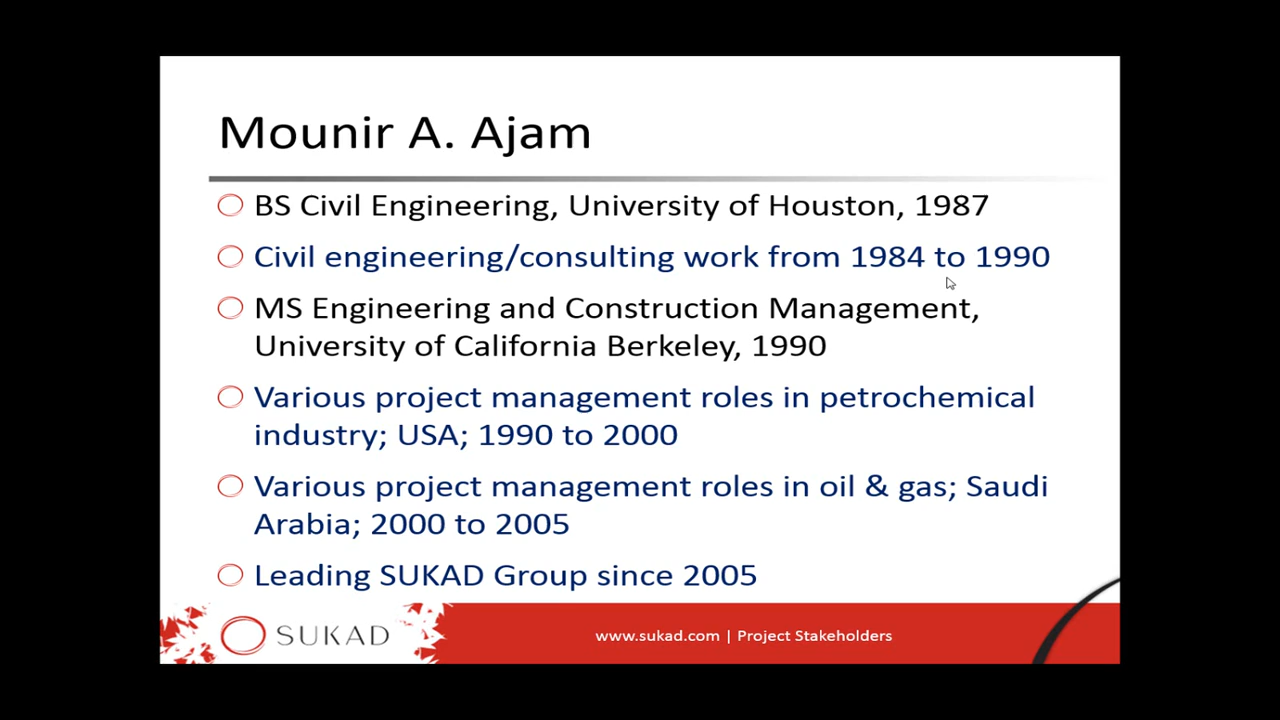 Mounir A. Ajam
BS Civil Engineering, University of Houston, 1987
Civil engineering/consulting work from 1984 to 1990
MS Engineering and Construction Management,
University of California Berkeley, 1990
Various project management roles in petrochemical
industry; USA; 1990 to 2000
Various project management roles in oil & gas; Saudi
Arabia; 2000 to 2005
Leading SUKAD Group since 2005
SUKAD
www.sukad.com | Project Stakeholders